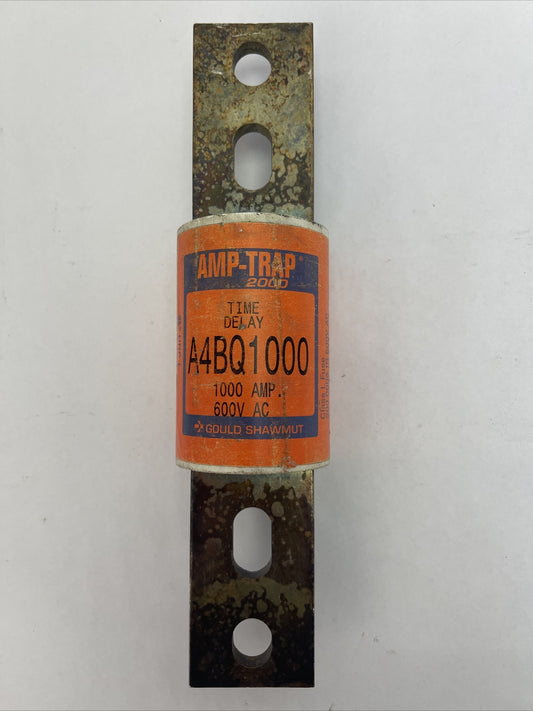 AMP-TRAP®
2000
TIME
DELAY
A4BQ1000
1000 AMP.
600V AC
GOULD SHAWMUT